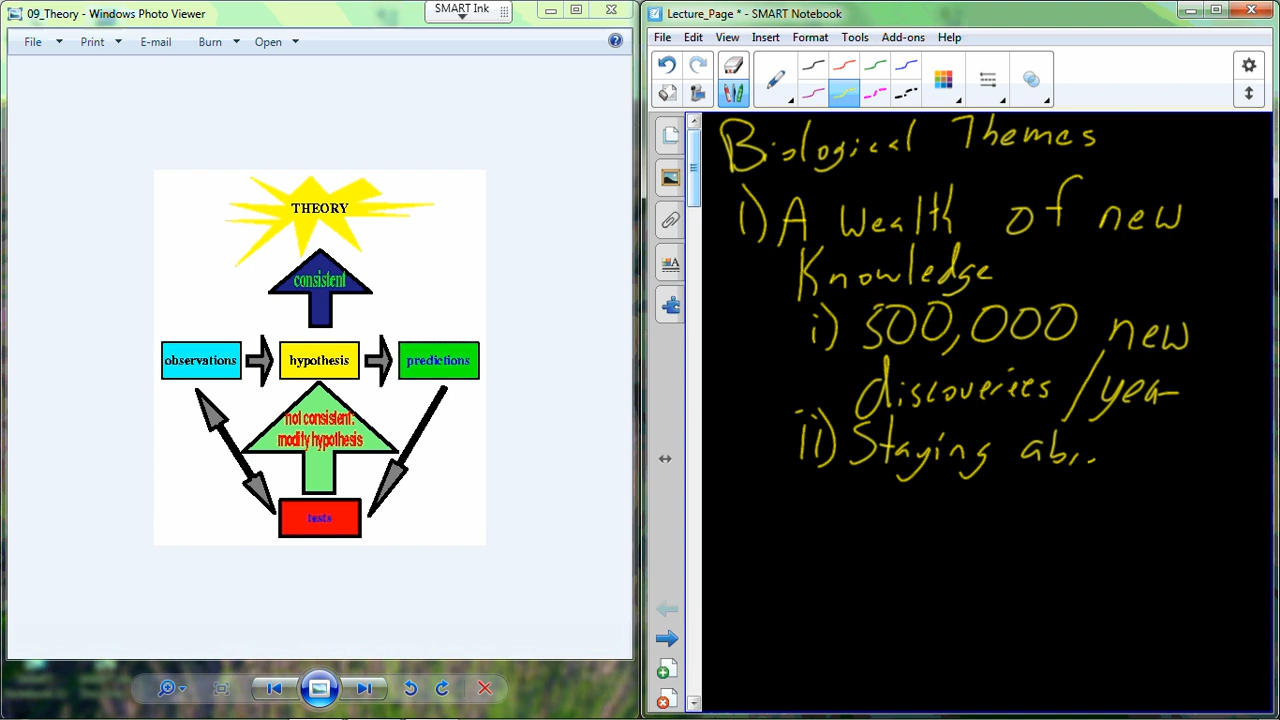 09_Theory - Windows Photo Viewer
SMART Ink
File Print E-mail Burn Open
THEORY
consistent
observations hypothesis predictions
not consistent:
modify hypothesis
tests
Lecture_Page * - SMART Notebook
File Edit View Insert Format Tools Add-ons Help
Biological Themes
1) A Wealth of new
Knowledge
i) 500,000 new
discoveries / year
ii) Staying abr